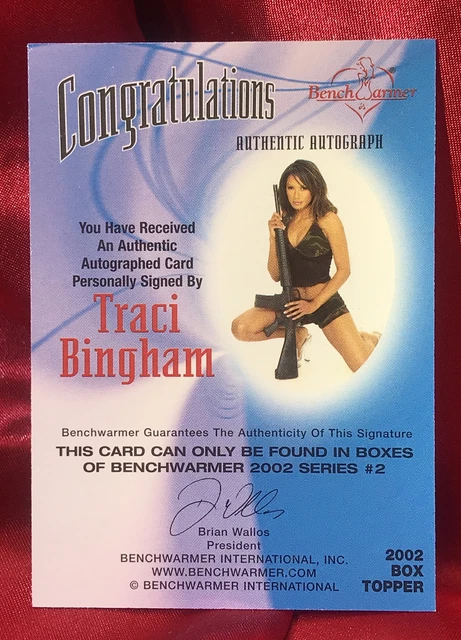 Congratulations
BenchWarmer®
AUTHENTIC AUTOGRAPH
You Have Received
An Authentic
Autographed Card
Personally Signed By
Traci
Bingham
Benchwarmer Guarantees The Authenticity Of This Signature
THIS CARD CAN ONLY BE FOUND IN BOXES
OF BENCHWARMER 2002 SERIES #2
Brian Wallos
President
BENCHWARMER INTERNATIONAL, INC.
WWW.BENCHWARMER.COM
© BENCHWARMER INTERNATIONAL
2002
BOX
TOPPER